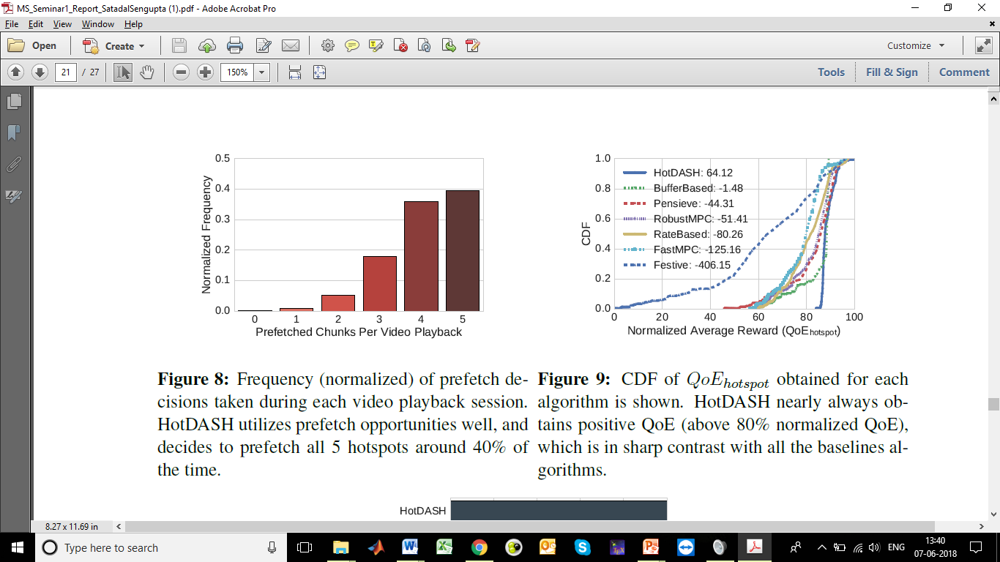 MS_Seminar1_Report_SatadalSengupta (1).pdf - Adobe Acrobat Pro
File Edit View Window Help
Open Create Customize
21 / 27 150% Tools Fill & Sign Comment
0.5
0.4
0.3
0.2
0.1
0.0
Normalized Frequency
0 1 2 3 4 5
Prefetched Chunks Per Video Playback
1.0
0.8
0.6
0.4
0.2
0.0
CDF
HotDASH: 64.12
BufferBased: -1.48
Pensieve: -44.31
RobustMPC: -51.41
RateBased: -80.26
FastMPC: -125.16
Festive: -406.15
0 20 40 60 80 100
Normalized Average Reward (QoEhotspot)
Figure 8: Frequency (normalized) of prefetch de-
cisions taken during each video playback session.
HotDASH utilizes prefetch opportunities well, and
decides to prefetch all 5 hotspots around 40% of
the time.
Figure 9: CDF of QoEhotspot obtained for each
algorithm is shown. HotDASH nearly always ob-
tains positive QoE (above 80% normalized QoE),
which is in sharp contrast with all the baselines al-
gorithms.
HotDASH
8.27 x 11.69 in
Type here to search
ENG
13:40
07-06-2018